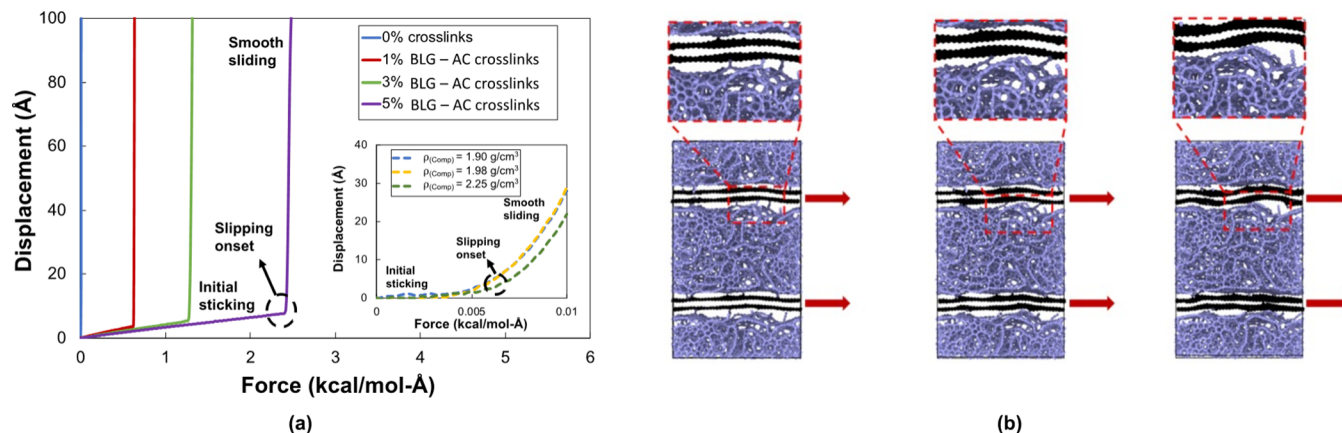 100
80
60
40
20
0
Displacement (Å)
0
1
2
3
4
5
6
Force (kcal/mol-Å)
Smooth
sliding
Slipping
onset
Initial
sticking
0% crosslinks
1% BLG – AC crosslinks
3% BLG – AC crosslinks
5% BLG – AC crosslinks
40
30
20
10
0
Displacement (Å)
ρ(Comp) = 1.90 g/cm³
ρ(Comp) = 1.98 g/cm³
ρ(Comp) = 2.25 g/cm³
Smooth
sliding
Slipping
onset
Initial
sticking
0
0.005
0.01
Force (kcal/mol-Å)
(a)
(b)